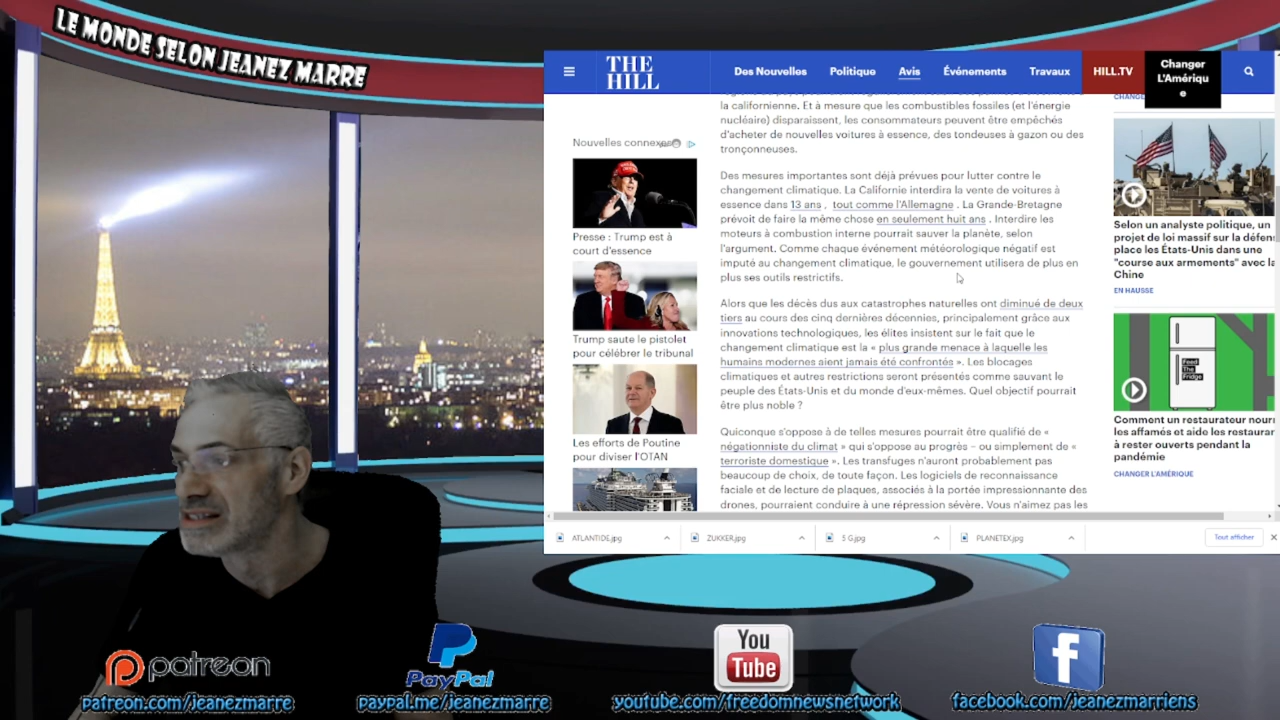 LE MONDE SELON JEANEZ MARRE
THE
HILL
Des Nouvelles
Politique
Avis
Événements
Travaux
HILL.TV
Changer
L'Amériqu
e
la californienne. Et à mesure que les combustibles fossiles (et l'énergie
nucléaire) disparaissent, les consommateurs peuvent être empêchés
d'acheter de nouvelles voitures à essence, des tondeuses à gazon ou des
tronçonneuses.
Des mesures importantes sont déjà prévues pour lutter contre le
changement climatique. La Californie interdira la vente de voitures à
essence dans 13 ans , tout comme l'Allemagne . La Grande-Bretagne
prévoit de faire la même chose en seulement huit ans . Interdire les
moteurs à combustion interne pourrait sauver la planète, selon
l'argument. Comme chaque événement météorologique négatif est
imputé au changement climatique, le gouvernement utilisera de plus en
plus ses outils restrictifs.
Alors que les décès dus aux catastrophes naturelles ont diminué de deux
tiers au cours des cinq dernières décennies, principalement grâce aux
innovations technologiques, les élites insistent sur le fait que le
changement climatique est la « plus grande menace à laquelle les
humains modernes aient jamais été confrontés ». Les blocages
climatiques et autres restrictions seront présentés comme sauvant le
peuple des États-Unis et du monde d'eux-mêmes. Quel objectif pourrait
être plus noble ?
Quiconque s'oppose à de telles mesures pourrait être qualifié de «
négationniste du climat » qui s'oppose au progrès – ou simplement de «
terroriste domestique ». Les transfuges n'auront probablement pas
beaucoup de choix, de toute façon. Les logiciels de reconnaissance
faciale et de lecture de plaques, associés à la portée impressionnante des
drones, pourraient conduire à une répression sévère. Vous n'aimez pas les
Nouvelles connexes
Presse : Trump est à
court d'essence
Trump saute le pistolet
pour célébrer le tribunal
Les efforts de Poutine
pour diviser l'OTAN
Selon un analyste politique, un
projet de loi massif sur la défen
place les États-Unis dans une
"course aux armements" avec la
Chine
EN HAUSSE
Feed
The
Fridge
Comment un restaurateur nourr
les affamés et aide les restaurar
à rester ouverts pendant la
pandémie
CHANGER L'AMÉRIQUE
ATLANTIDE.jpg
ZUKKER.jpg
5 G.jpg
PLANETEX.jpg
Tout afficher
patreon
PayPal
You
Tube
patreon.com/jeanezmarre
paypal.me/jeanezmarre
youtube.com/freedomnewsnetwork
facebook.com/jeanezmarriens